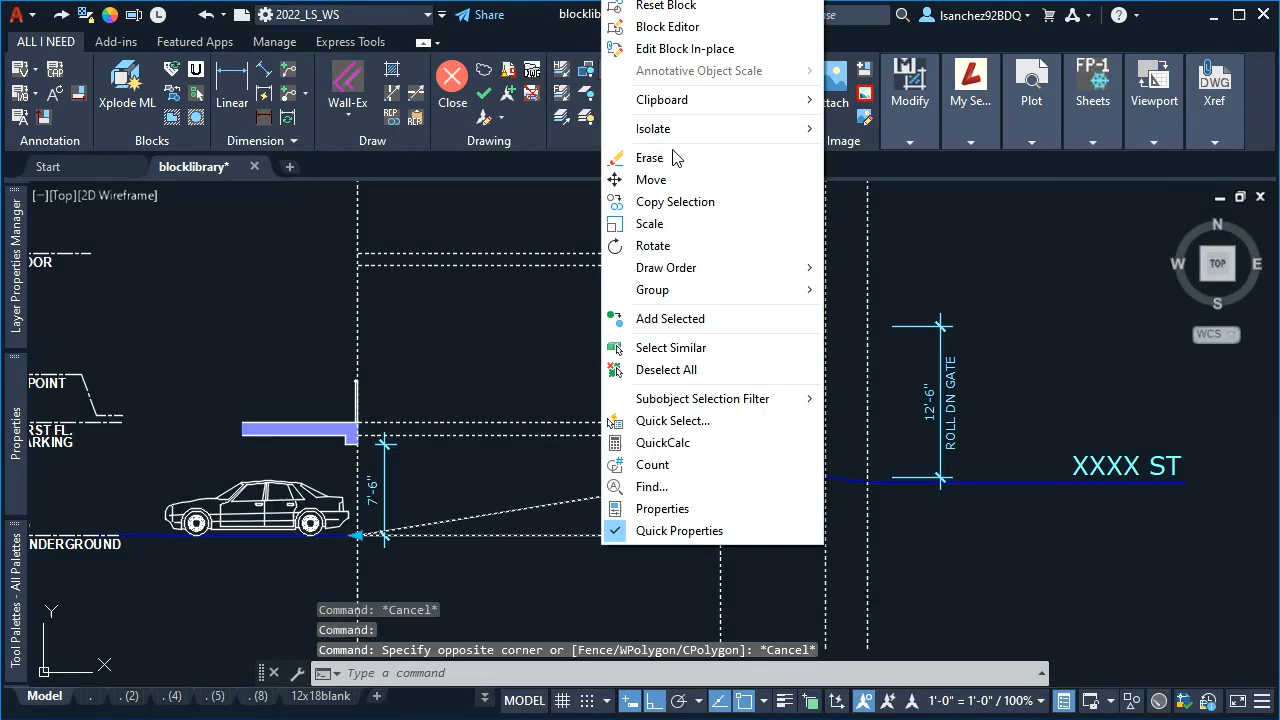 2022_LS_WS
Share
blocklib
lsanchez92BDQ
ALL I NEED
Add-ins
Featured Apps
Manage
Express Tools
Xplode ML
Linear
Wall-Ex
Close
Modify
My Se...
Plot
Sheets
FP-1
Viewport
Xref
DWG
Annotation
Blocks
Dimension
Draw
Drawing
Image
Start
blocklibrary*
[−][Top][2D Wireframe]
Layer Properties Manager
Properties
Tool Palettes - All Palettes
Reset Block
Block Editor
Edit Block In-place
Annotative Object Scale
Clipboard
Isolate
Erase
Move
Copy Selection
Scale
Rotate
Draw Order
Group
Add Selected
Select Similar
Deselect All
Subobject Selection Filter
Quick Select...
QuickCalc
Count
Find...
Properties
Quick Properties
N
W
TOP
E
S
WCS
POINT
NDERGROUND
7'-6"
12'-6"
ROLL DN GATE
XXXX ST
Y
X
Command: *Cancel*
Command:
Command: Specify opposite corner or [Fence/WPolygon/CPolygon]: *Cancel*
Type a command
Model
.
. (2)
. (4)
. (5)
. (8)
12x18blank
MODEL
1'-0" = 1'-0" / 100%